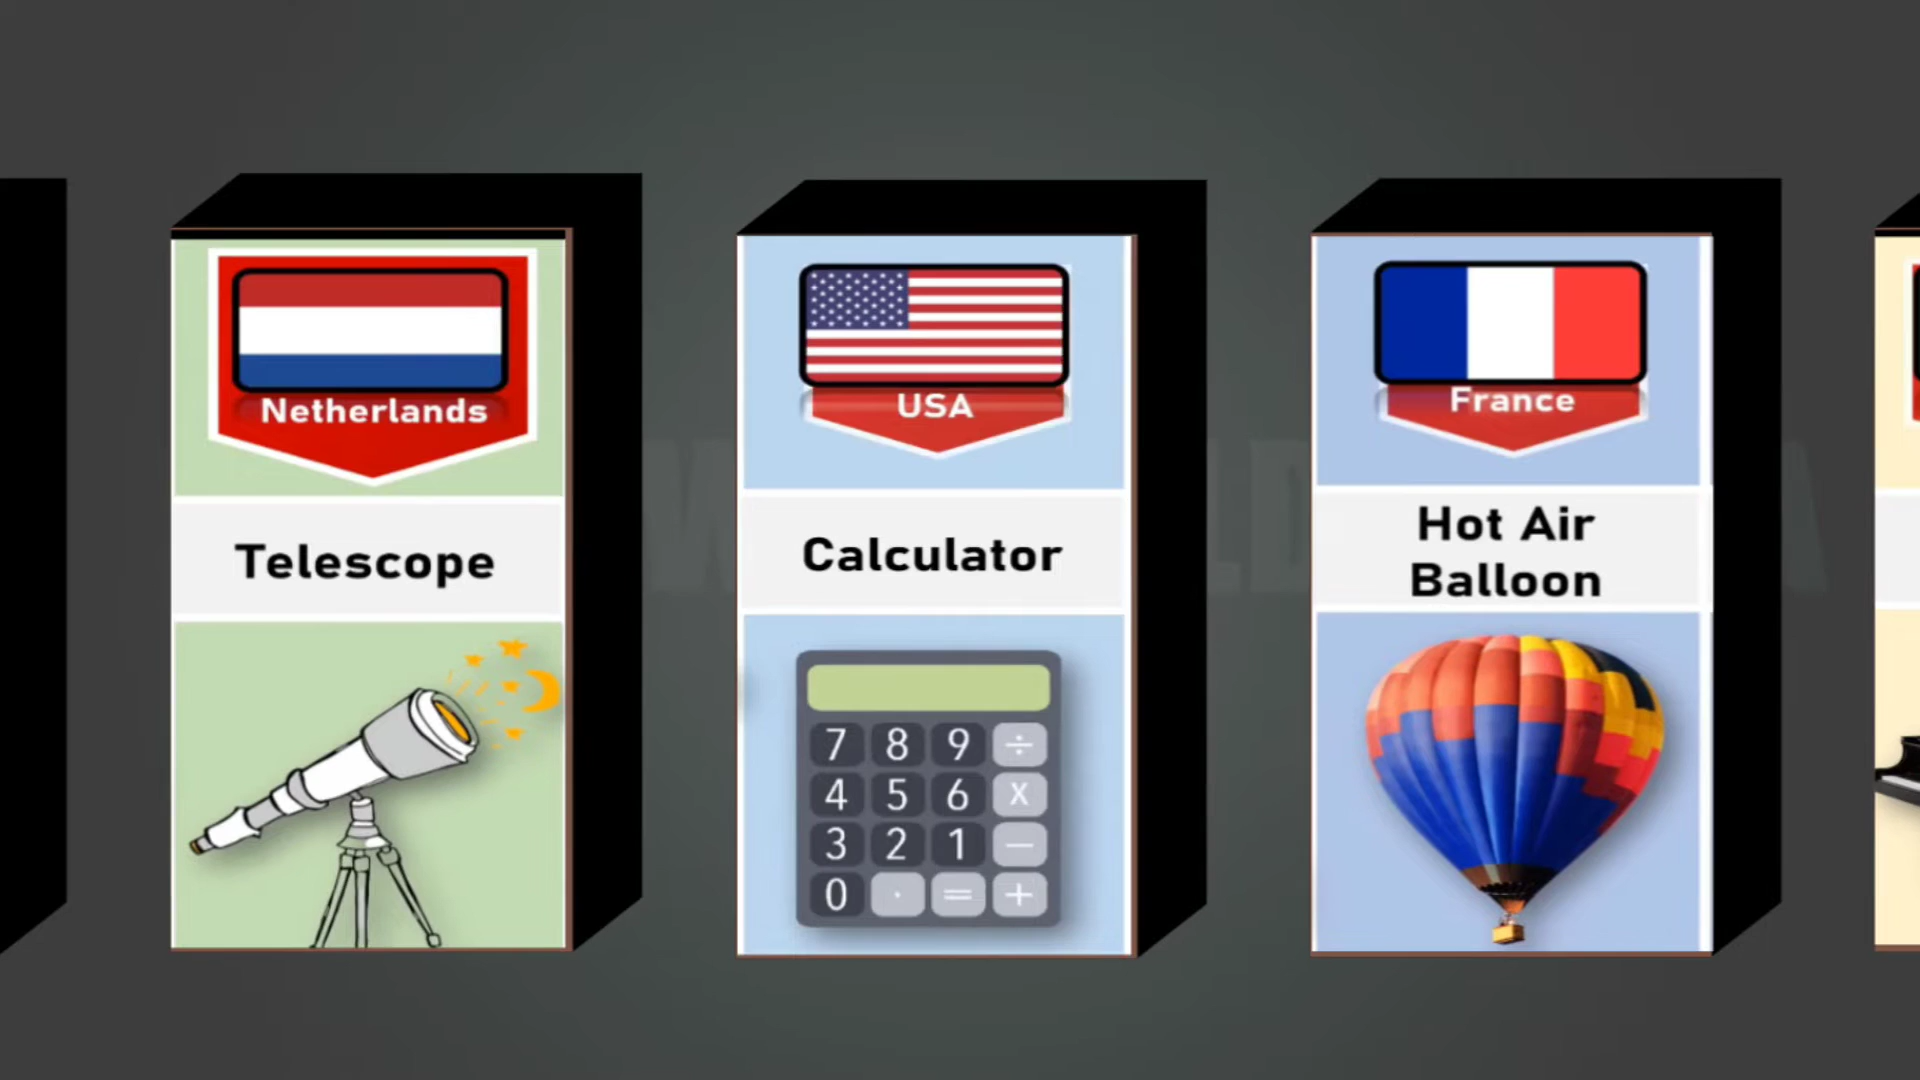 Netherlands
Telescope
USA
Calculator
7 8 9 ÷
4 5 6 x
3 2 1 −
0 . = +
France
Hot Air
Balloon